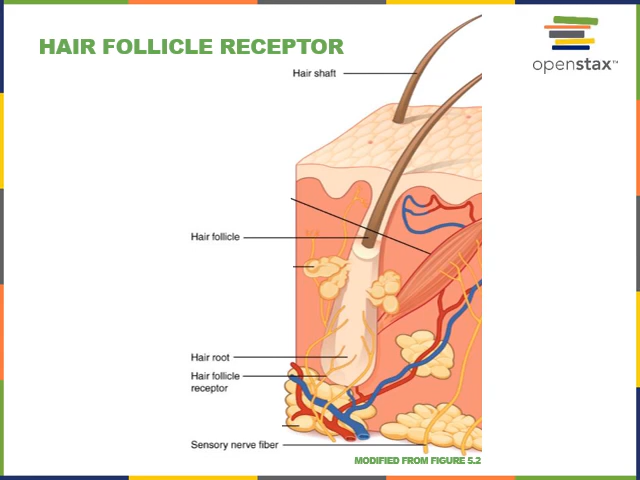 HAIR FOLLICLE RECEPTOR
openstax™
Hair shaft
Hair follicle
Hair root
Hair follicle
receptor
Sensory nerve fiber
MODIFIED FROM FIGURE 5.2